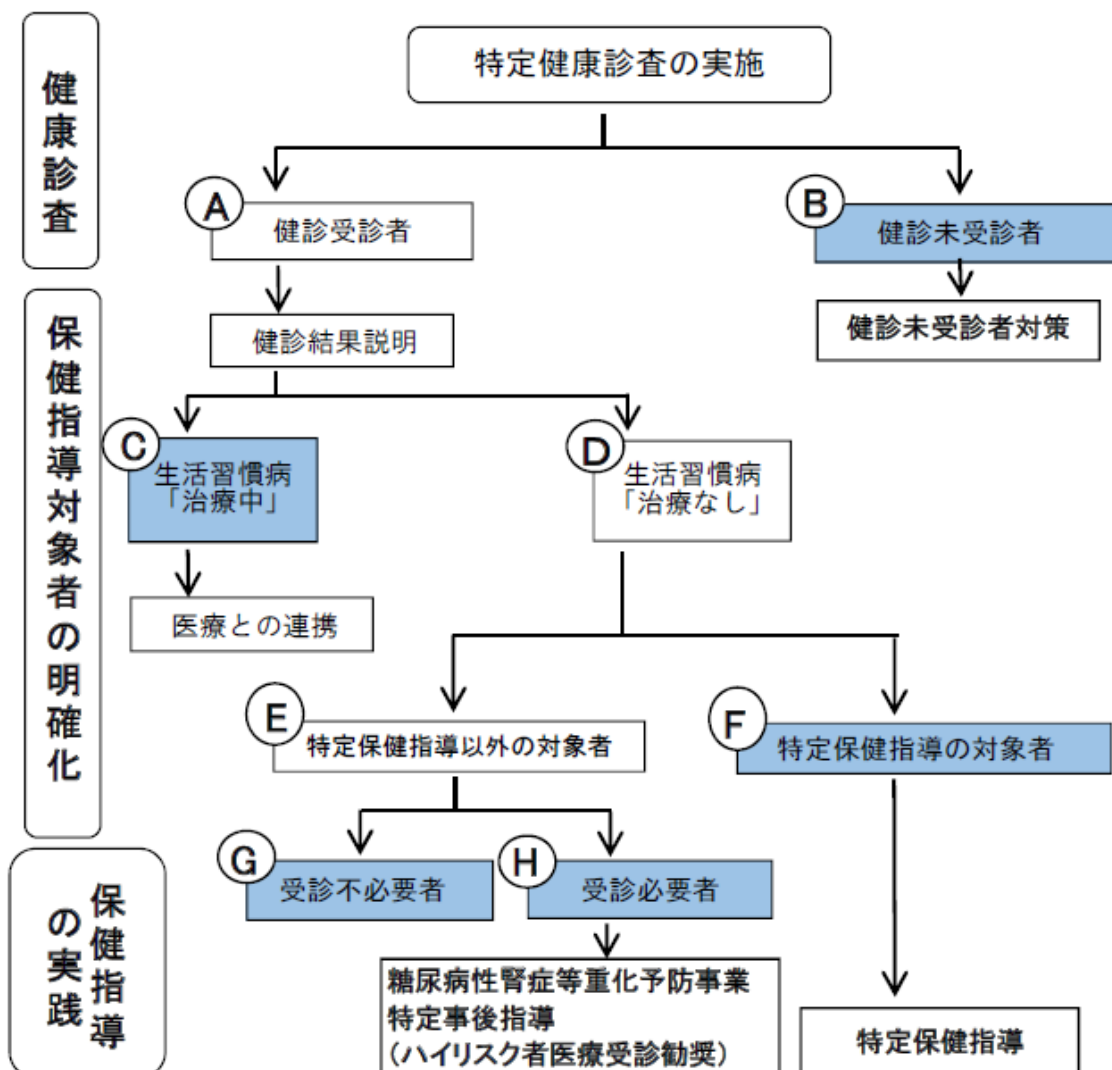 健康診査
特定健康診査の実施
A
健診受診者
B
健診未受診者
健診結果説明
健診未受診者対策
保健指導対象者の明確化
C
生活習慣病
「治療中」
D
生活習慣病
「治療なし」
医療との連携
E
特定保健指導以外の対象者
F
特定保健指導の対象者
保健指導
の実践
G
受診不必要者
H
受診必要者
糖尿病性腎症等重化予防事業
特定事後指導
(ハイリスク者医療受診勧奨)
特定保健指導